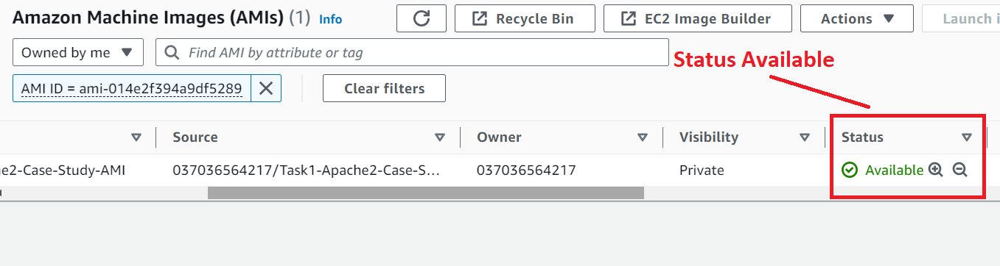 Amazon Machine Images (AMIs) (1) Info
Recycle Bin
EC2 Image Builder
Actions
Launch i
Owned by me
Find AMI by attribute or tag
Status Available
AMI ID = ami-014e2f394a9df5289
Clear filters
Source
Owner
Visibility
Status
e2-Case-Study-AMI
037036564217/Task1-Apache2-Case-S...
037036564217
Private
Available